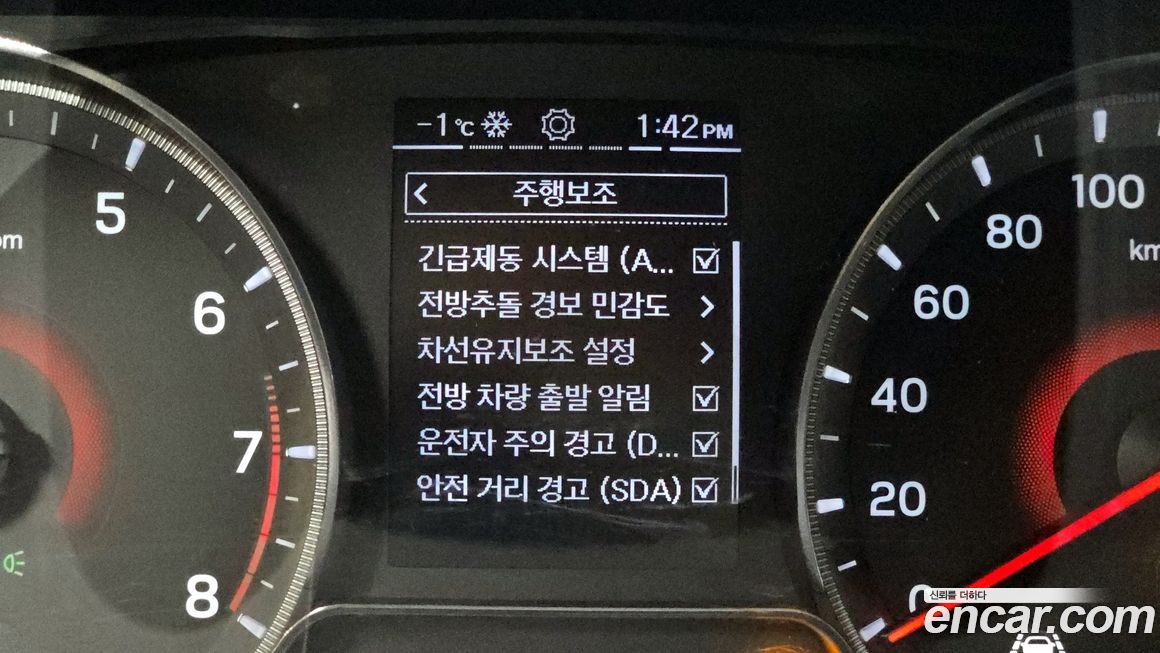 -1℃ 1:42PM
주행보조
긴급제동 시스템 (A...
전방추돌 경보 민감도
차선유지보조 설정
전방 차량 출발 알림
운전자 주의 경고 (D...
안전 거리 경고 (SDA)
5
6
7
8
100
80
60
40
20
0
신뢰를 더하다
encar.com